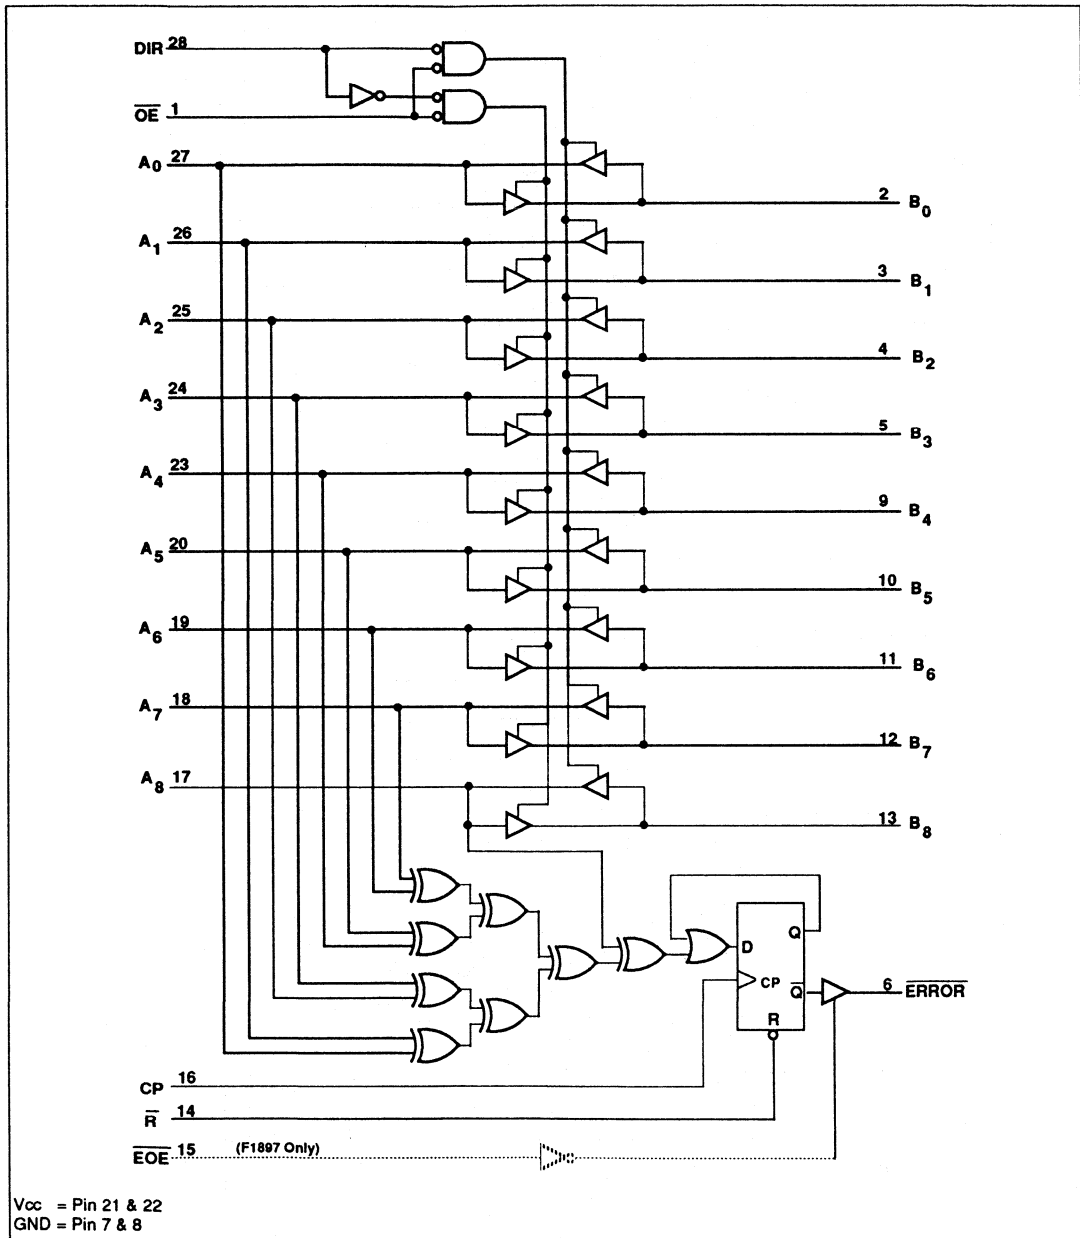 DIR 28
OE 1
A0 27
2 B0
A1 26
3 B1
A2 25
4 B2
A3 24
5 B3
A4 23
9 B4
A5 20
10 B5
A6 19
11 B6
A7 18
12 B7
A8 17
13 B8
Q
D
CP
Q
6 ERROR
R
CP 16
R 14
EOE 15 (F1897 Only)
Vcc = Pin 21 & 22
GND = Pin 7 & 8